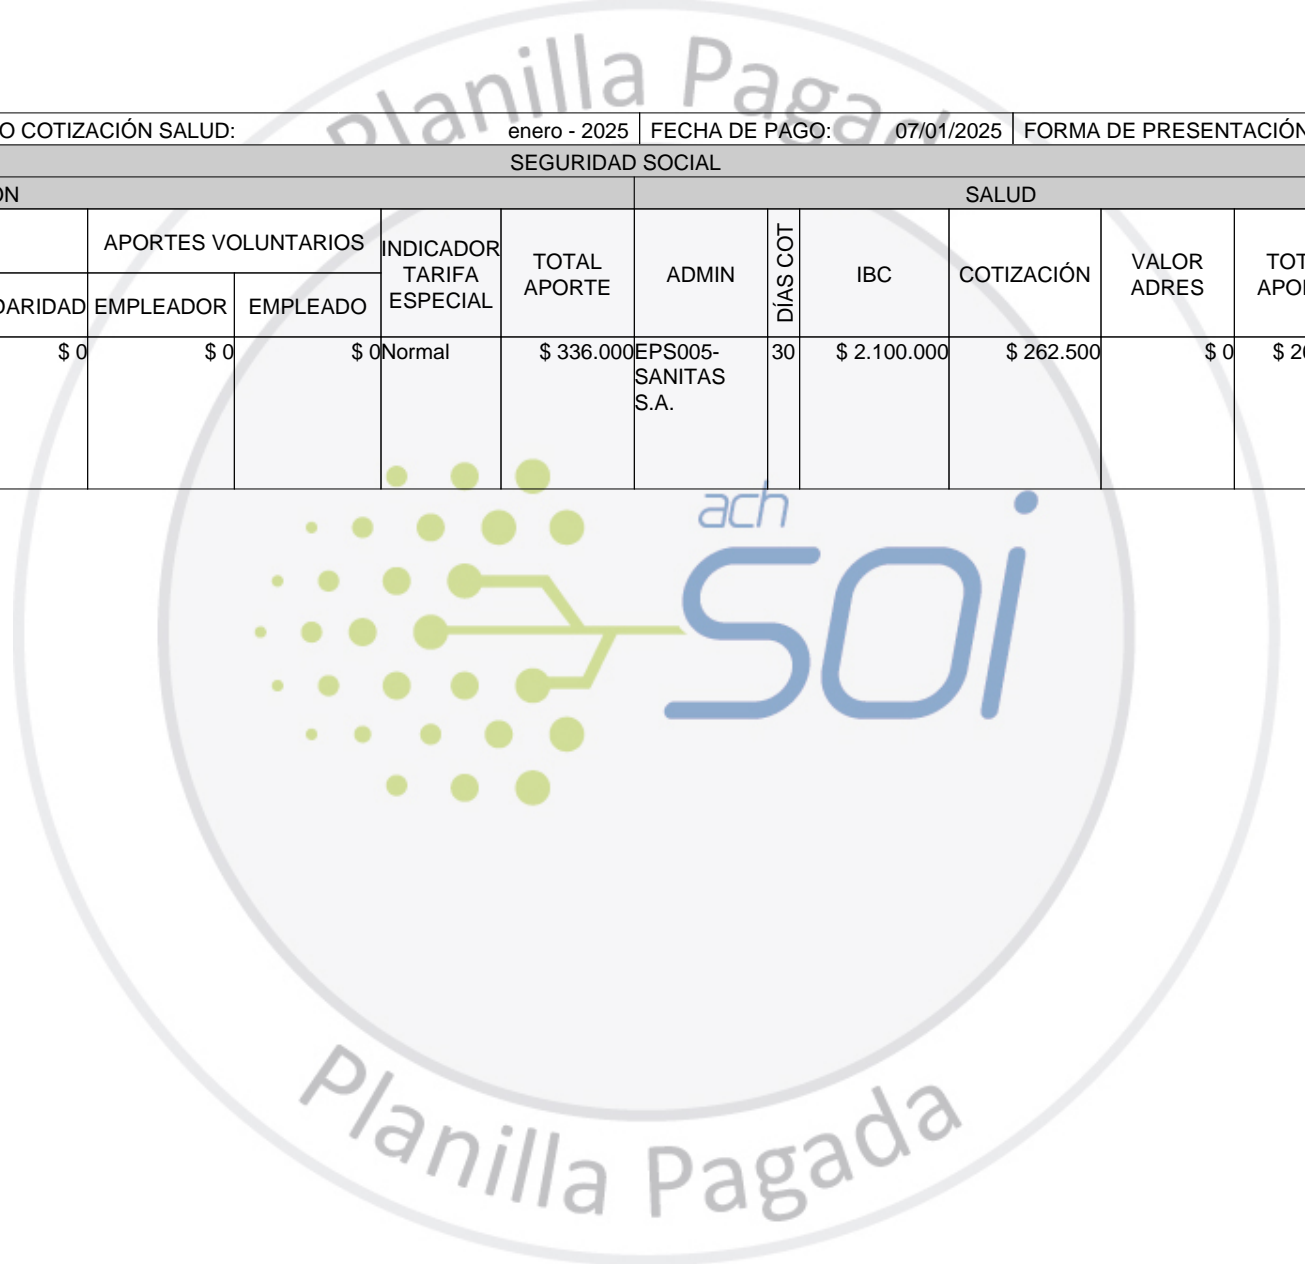 Planilla Pagada
O COTIZACIÓN SALUD: enero - 2025 FECHA DE PAGO: 07/01/2025 FORMA DE PRESENTACIÓN
SEGURIDAD SOCIAL
ÓN SALUD
DARIDAD APORTES VOLUNTARIOS EMPLEADOR EMPLEADO INDICADOR TARIFA ESPECIAL TOTAL APORTE ADMIN DÍAS COT IBC COTIZACIÓN VALOR ADRES
$ 0 $ 0 $ 0 Normal $ 336.000 EPS005- 30 $ 2.100.000 $ 262.500 $ 0
SANITAS
S.A.
ach
soi
Planilla Pagada